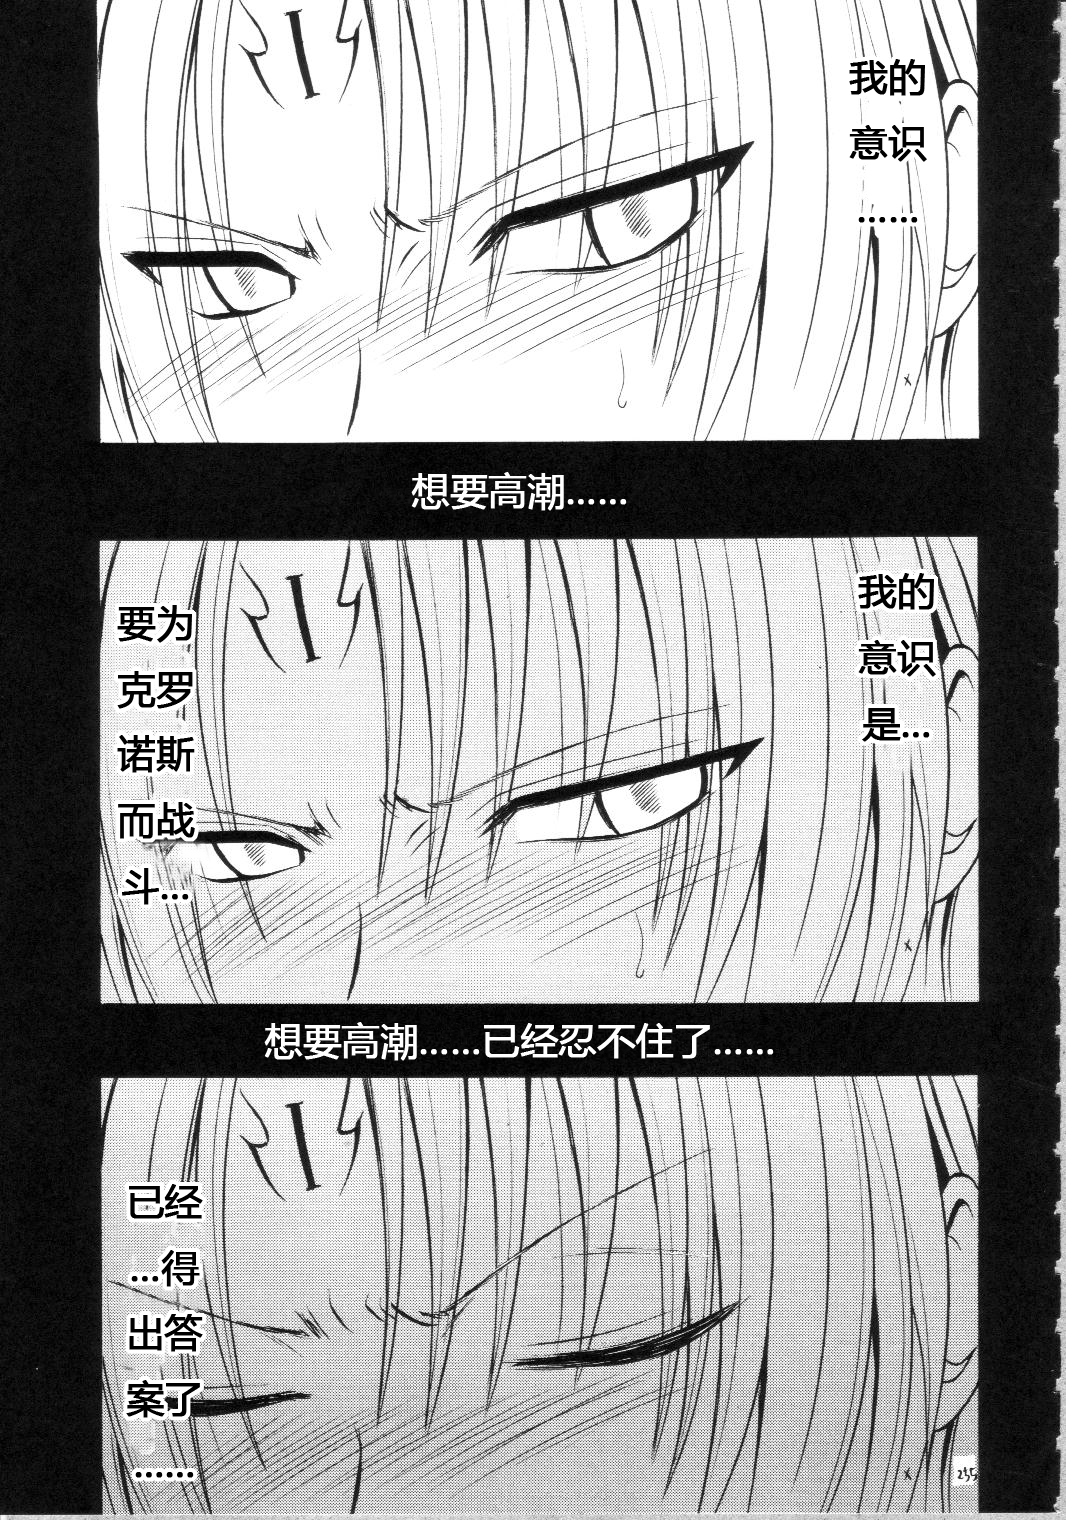 我的
意识
……
想要高潮……
我的
意识
是…
要为
克罗
诺斯
而战
斗…
想要高潮……已经忍不住了……
已经
…得
出答
案了
……
235